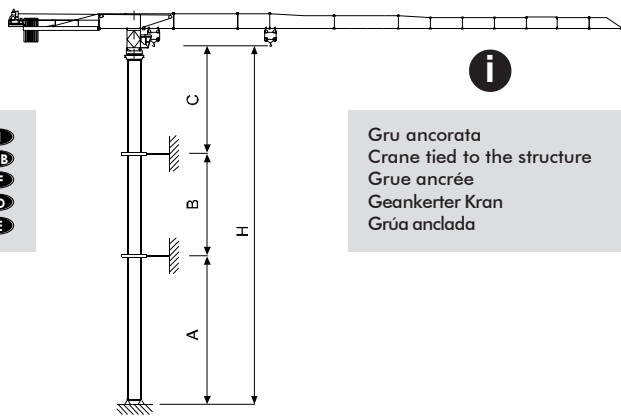 C
B
H
A
i
B
Gru ancorata
Crane tied to the structure
Grue ancrée
Geankerter Kran
Grúa anclada